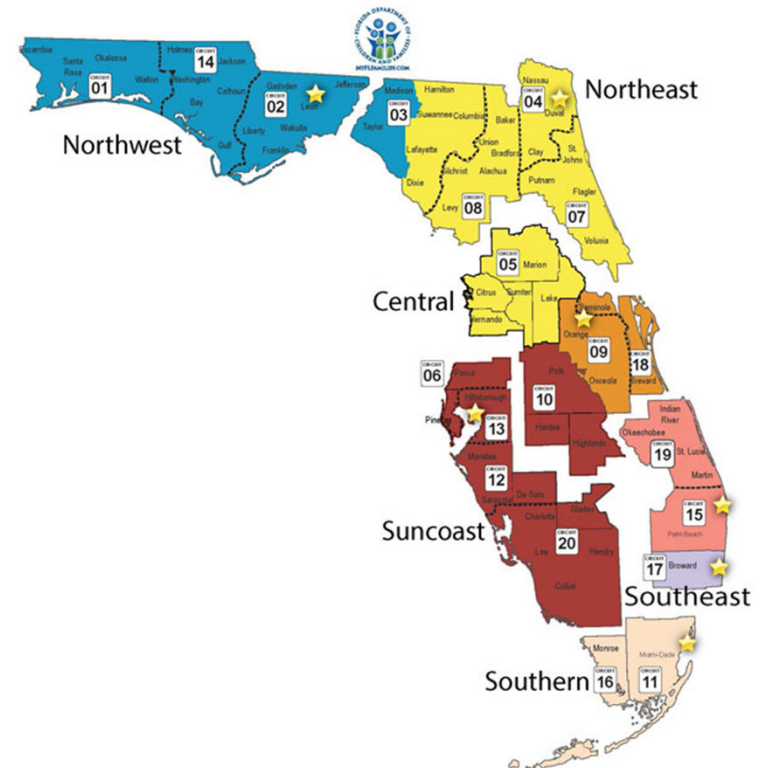 FLORIDA DEPARTMENT OF
CHILDREN AND FAMILIES
MYFLFAMILIES.COM
Escambia
Santa
Rosa
Okaloosa
Walton
CIRCUIT
01
Holmes
CIRCUIT
14
Jackson
Washington
Bay
Calhoun
Gulf
Gadsden
CIRCUIT
02
Leon
Jefferson
Liberty
Wakulla
Franklin
Northwest
Madison
CIRCUIT
03
Taylor
Hamilton
Suwannee
Columbia
Lafayette
Dixie
Baker
Union
Bradford
Gilchrist
Alachua
Levy
CIRCUIT
08
Nassau
CIRCUIT
04
Duval
Clay
Northeast
St.
Johns
Putnam
Flagler
CIRCUIT
07
Volusia
CIRCUIT
05
Marion
Citrus
Sumter
Lake
Hernando
Central
Seminole
Orange
CIRCUIT
09
Osceola
CIRCUIT
18
Brevard
CIRCUIT
06
Pasco
Hillsborough
CIRCUIT
13
Polk
CIRCUIT
10
Hardee
Highlands
Manatee
CIRCUIT
12
Sarasota
De Soto
Suncoast
Charlotte
Glades
CIRCUIT
20
Lee
Hendry
Collier
Indian
River
Okeechobee
CIRCUIT
19
St. Lucie
Martin
CIRCUIT
15
Palm Beach
CIRCUIT
17
Broward
Southeast
Southern
Monroe
CIRCUIT
16
Miami-Dade
CIRCUIT
11